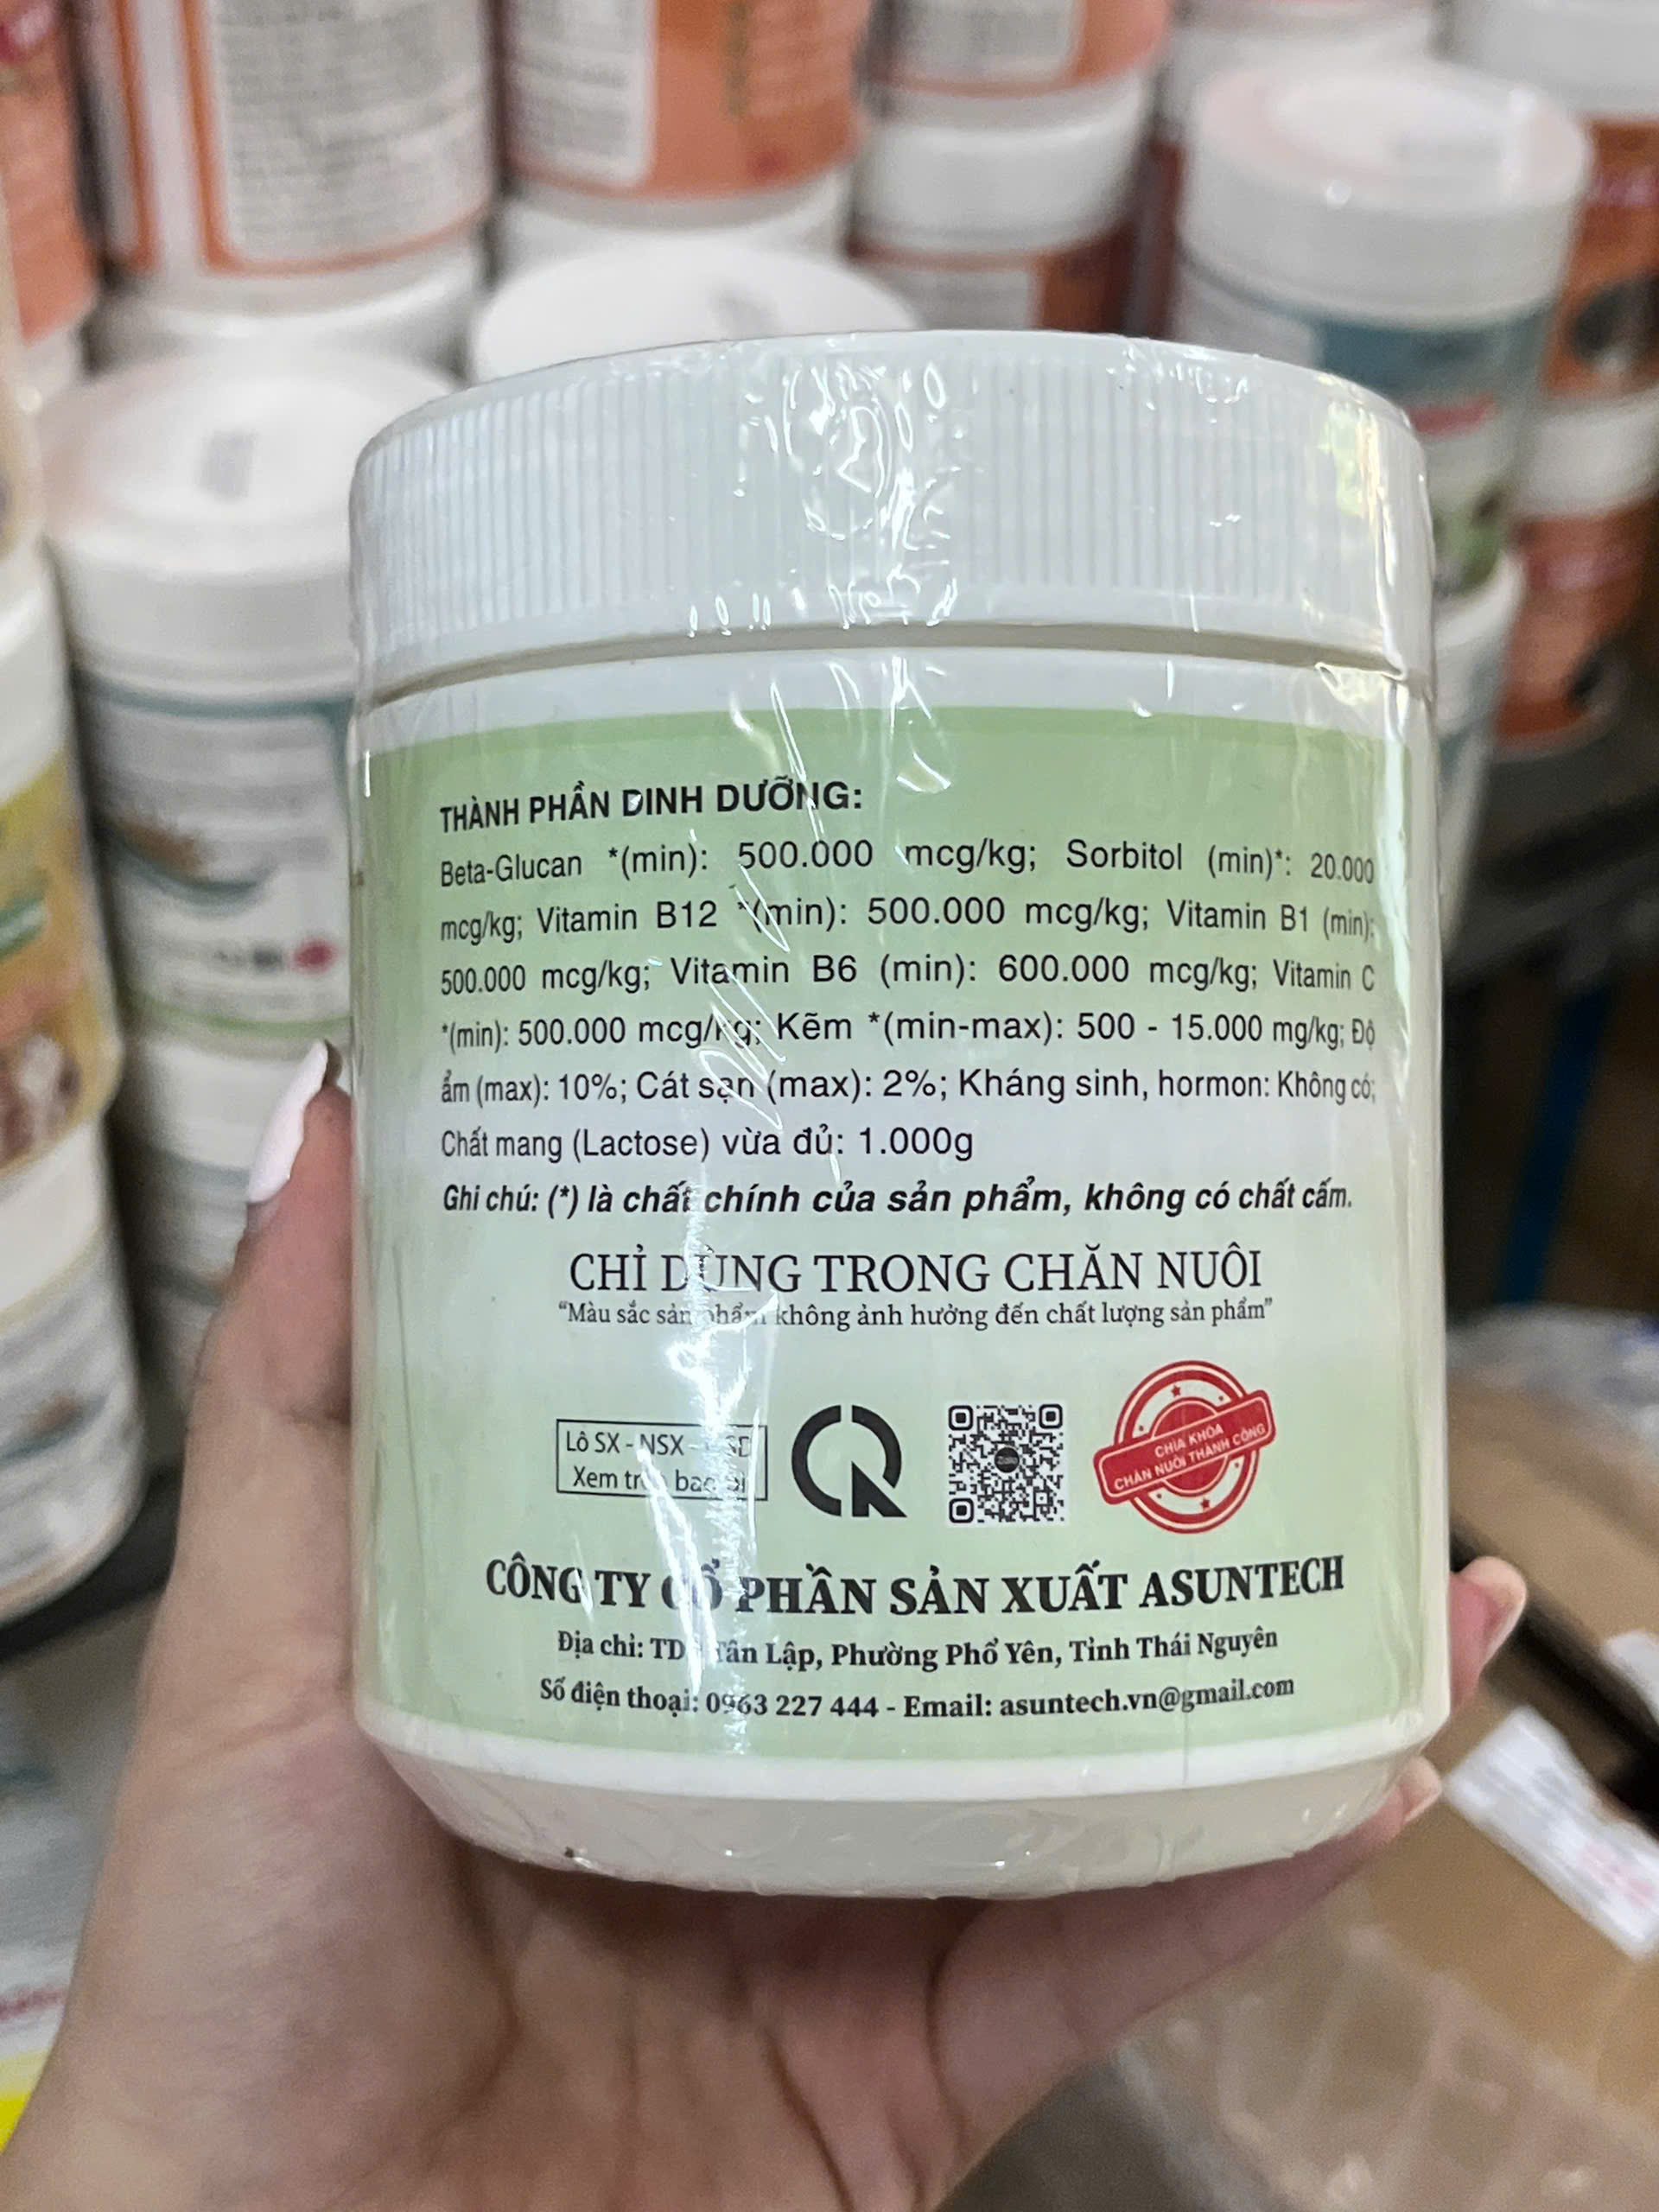 THÀNH PHẦN DINH DƯỠNG:
Beta-Glucan *(min): 500.000 mcg/kg; Sorbitol (min)*: 20.000
mcg/kg; Vitamin B12 *(min): 500.000 mcg/kg; Vitamin B1 (min):
500.000 mcg/kg; Vitamin B6 (min): 600.000 mcg/kg; Vitamin C
*(min): 500.000 mcg/kg; Kẽm *(min-max): 500 - 15.000 mg/kg; Độ
ẩm (max): 10%; Cát sạn (max): 2%; Kháng sinh, hormon: Không có;
Chất mang (Lactose) vừa đủ: 1.000g
Ghi chú: (*) là chất chính của sản phẩm, không có chất cấm.
CHỈ DÙNG TRONG CHĂN NUÔI
“Màu sắc sản phẩm không ảnh hưởng đến chất lượng sản phẩm”
Lô SX - NSX -
Xem trên bao bì
CHÌA KHÓA
CHĂN NUÔI THÀNH CÔNG
CÔNG TY CỔ PHẦN SẢN XUẤT ASUNTECH
Địa chỉ: Tân Lập, Phường Phổ Yên, Tỉnh Thái Nguyên
Số điện thoại: 0963 227 444 - Email: asuntech.vn@gmail.com